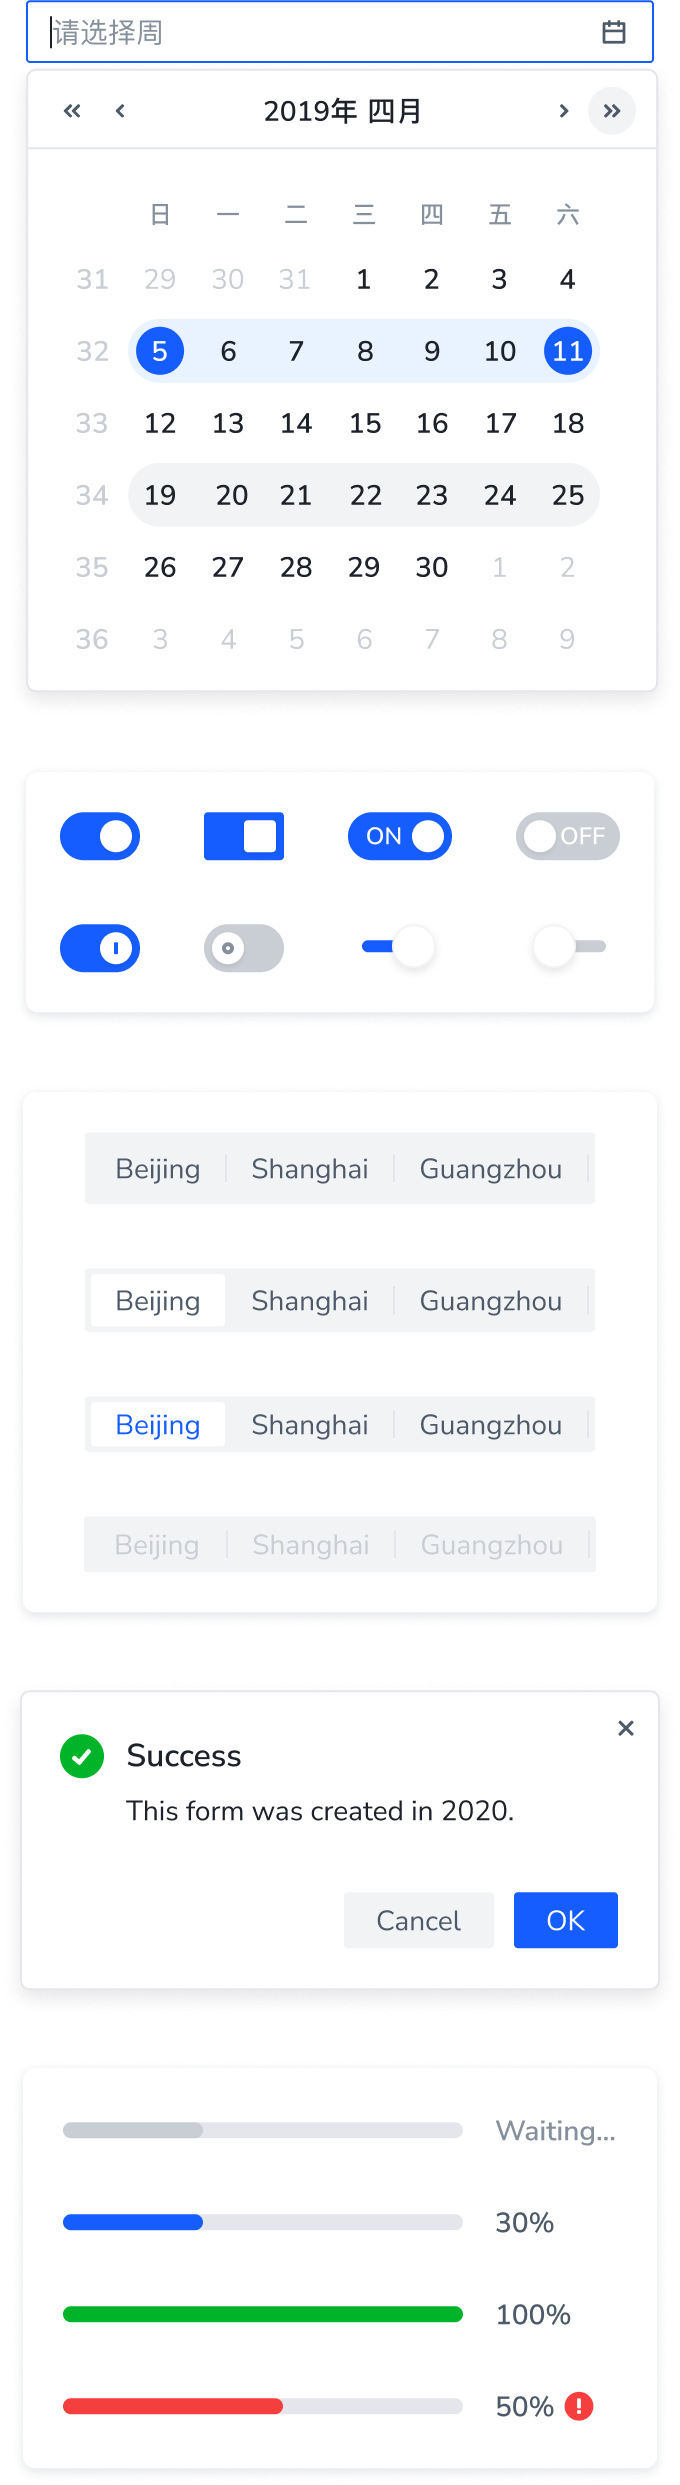 请选择周
2019年 四月
日 一 二 三 四 五 六
31 29 30 31 1 2 3 4
32 5 6 7 8 9 10 11
33 12 13 14 15 16 17 18
34 19 20 21 22 23 24 25
35 26 27 28 29 30 1 2
36 3 4 5 6 7 8 9
ON OFF
Beijing Shanghai Guangzhou
Beijing Shanghai Guangzhou
Beijing Shanghai Guangzhou
Beijing Shanghai Guangzhou
Success
This form was created in 2020.
Cancel OK
Waiting...
30%
100%
50%